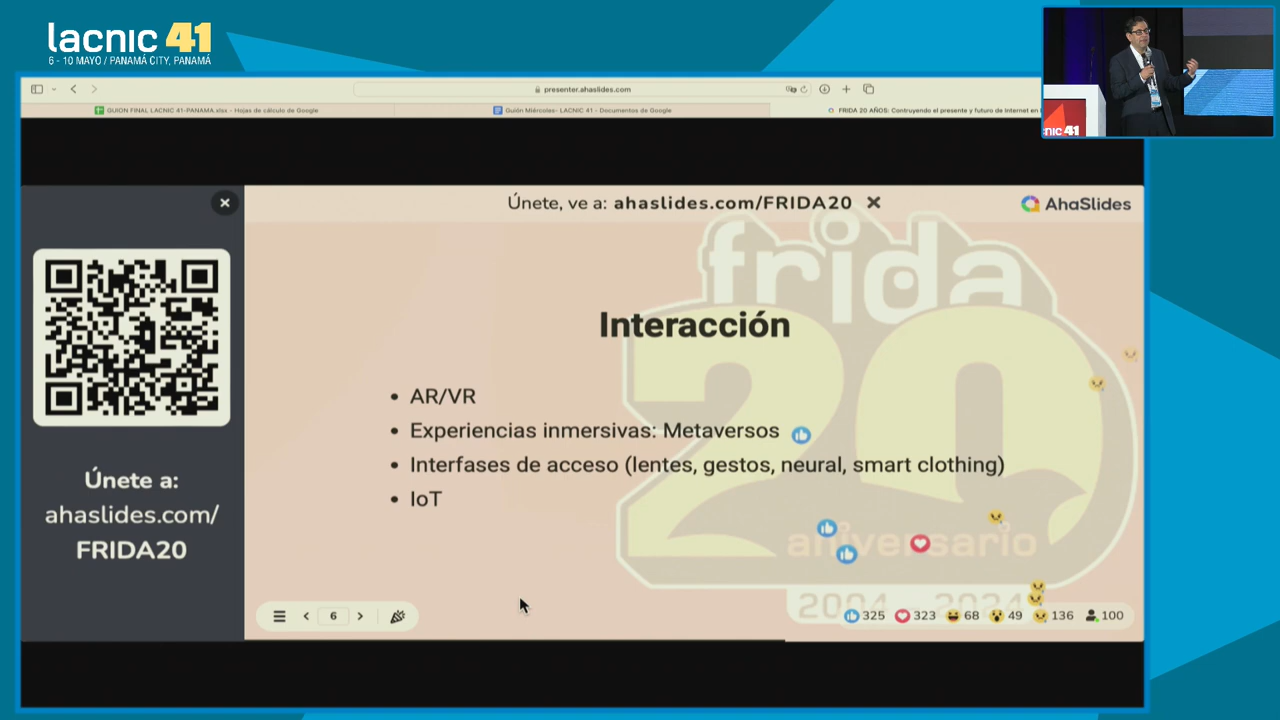 lacnic 41
6 - 10 MAYO / PANAMÁ CITY, PANAMÁ
presenter.ahaslides.com
GUION FINAL LACNIC 41-PANAMA.xlsx - Hojas de cálculo de Google
Guión Miércoles- LACNIC 41 - Documentos de Google
FRIDA 20 AÑOS: Contruyendo el presente y futuro de Internet en
cnic 41
Únete, ve a: ahaslides.com/FRIDA20
AhaSlides
frida
20
aniversario
2004 - 2024
Interacción
• AR/VR
• Experiencias inmersivas: Metaversos
• Interfases de acceso (lentes, gestos, neural, smart clothing)
• IoT
Únete a:
ahaslides.com/
FRIDA20
6
325 323 68 49 136 100